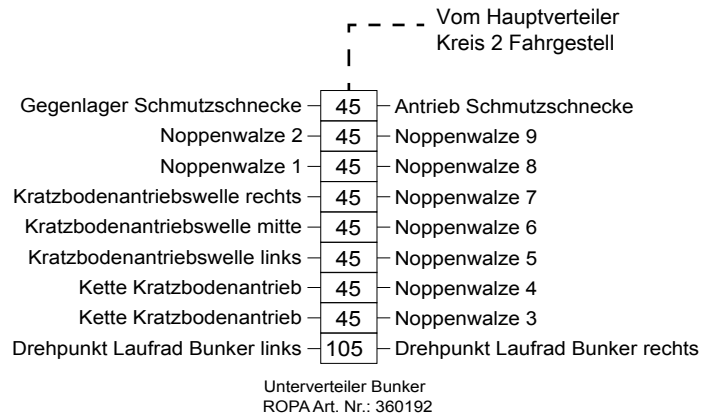 Vom Hauptverteiler
Kreis 2 Fahrgestell
Gegenlager Schmutzschnecke 45 Antrieb Schmutzschnecke
Noppenwalze 2 45 Noppenwalze 9
Noppenwalze 1 45 Noppenwalze 8
Kratzbodenantriebswelle rechts 45 Noppenwalze 7
Kratzbodenantriebswelle mitte 45 Noppenwalze 6
Kratzbodenantriebswelle links 45 Noppenwalze 5
Kette Kratzbodenantrieb 45 Noppenwalze 4
Kette Kratzbodenantrieb 45 Noppenwalze 3
Drehpunkt Laufrad Bunker links 105 Drehpunkt Laufrad Bunker rechts
Unterverteiler Bunker
ROPA Art. Nr.: 360192